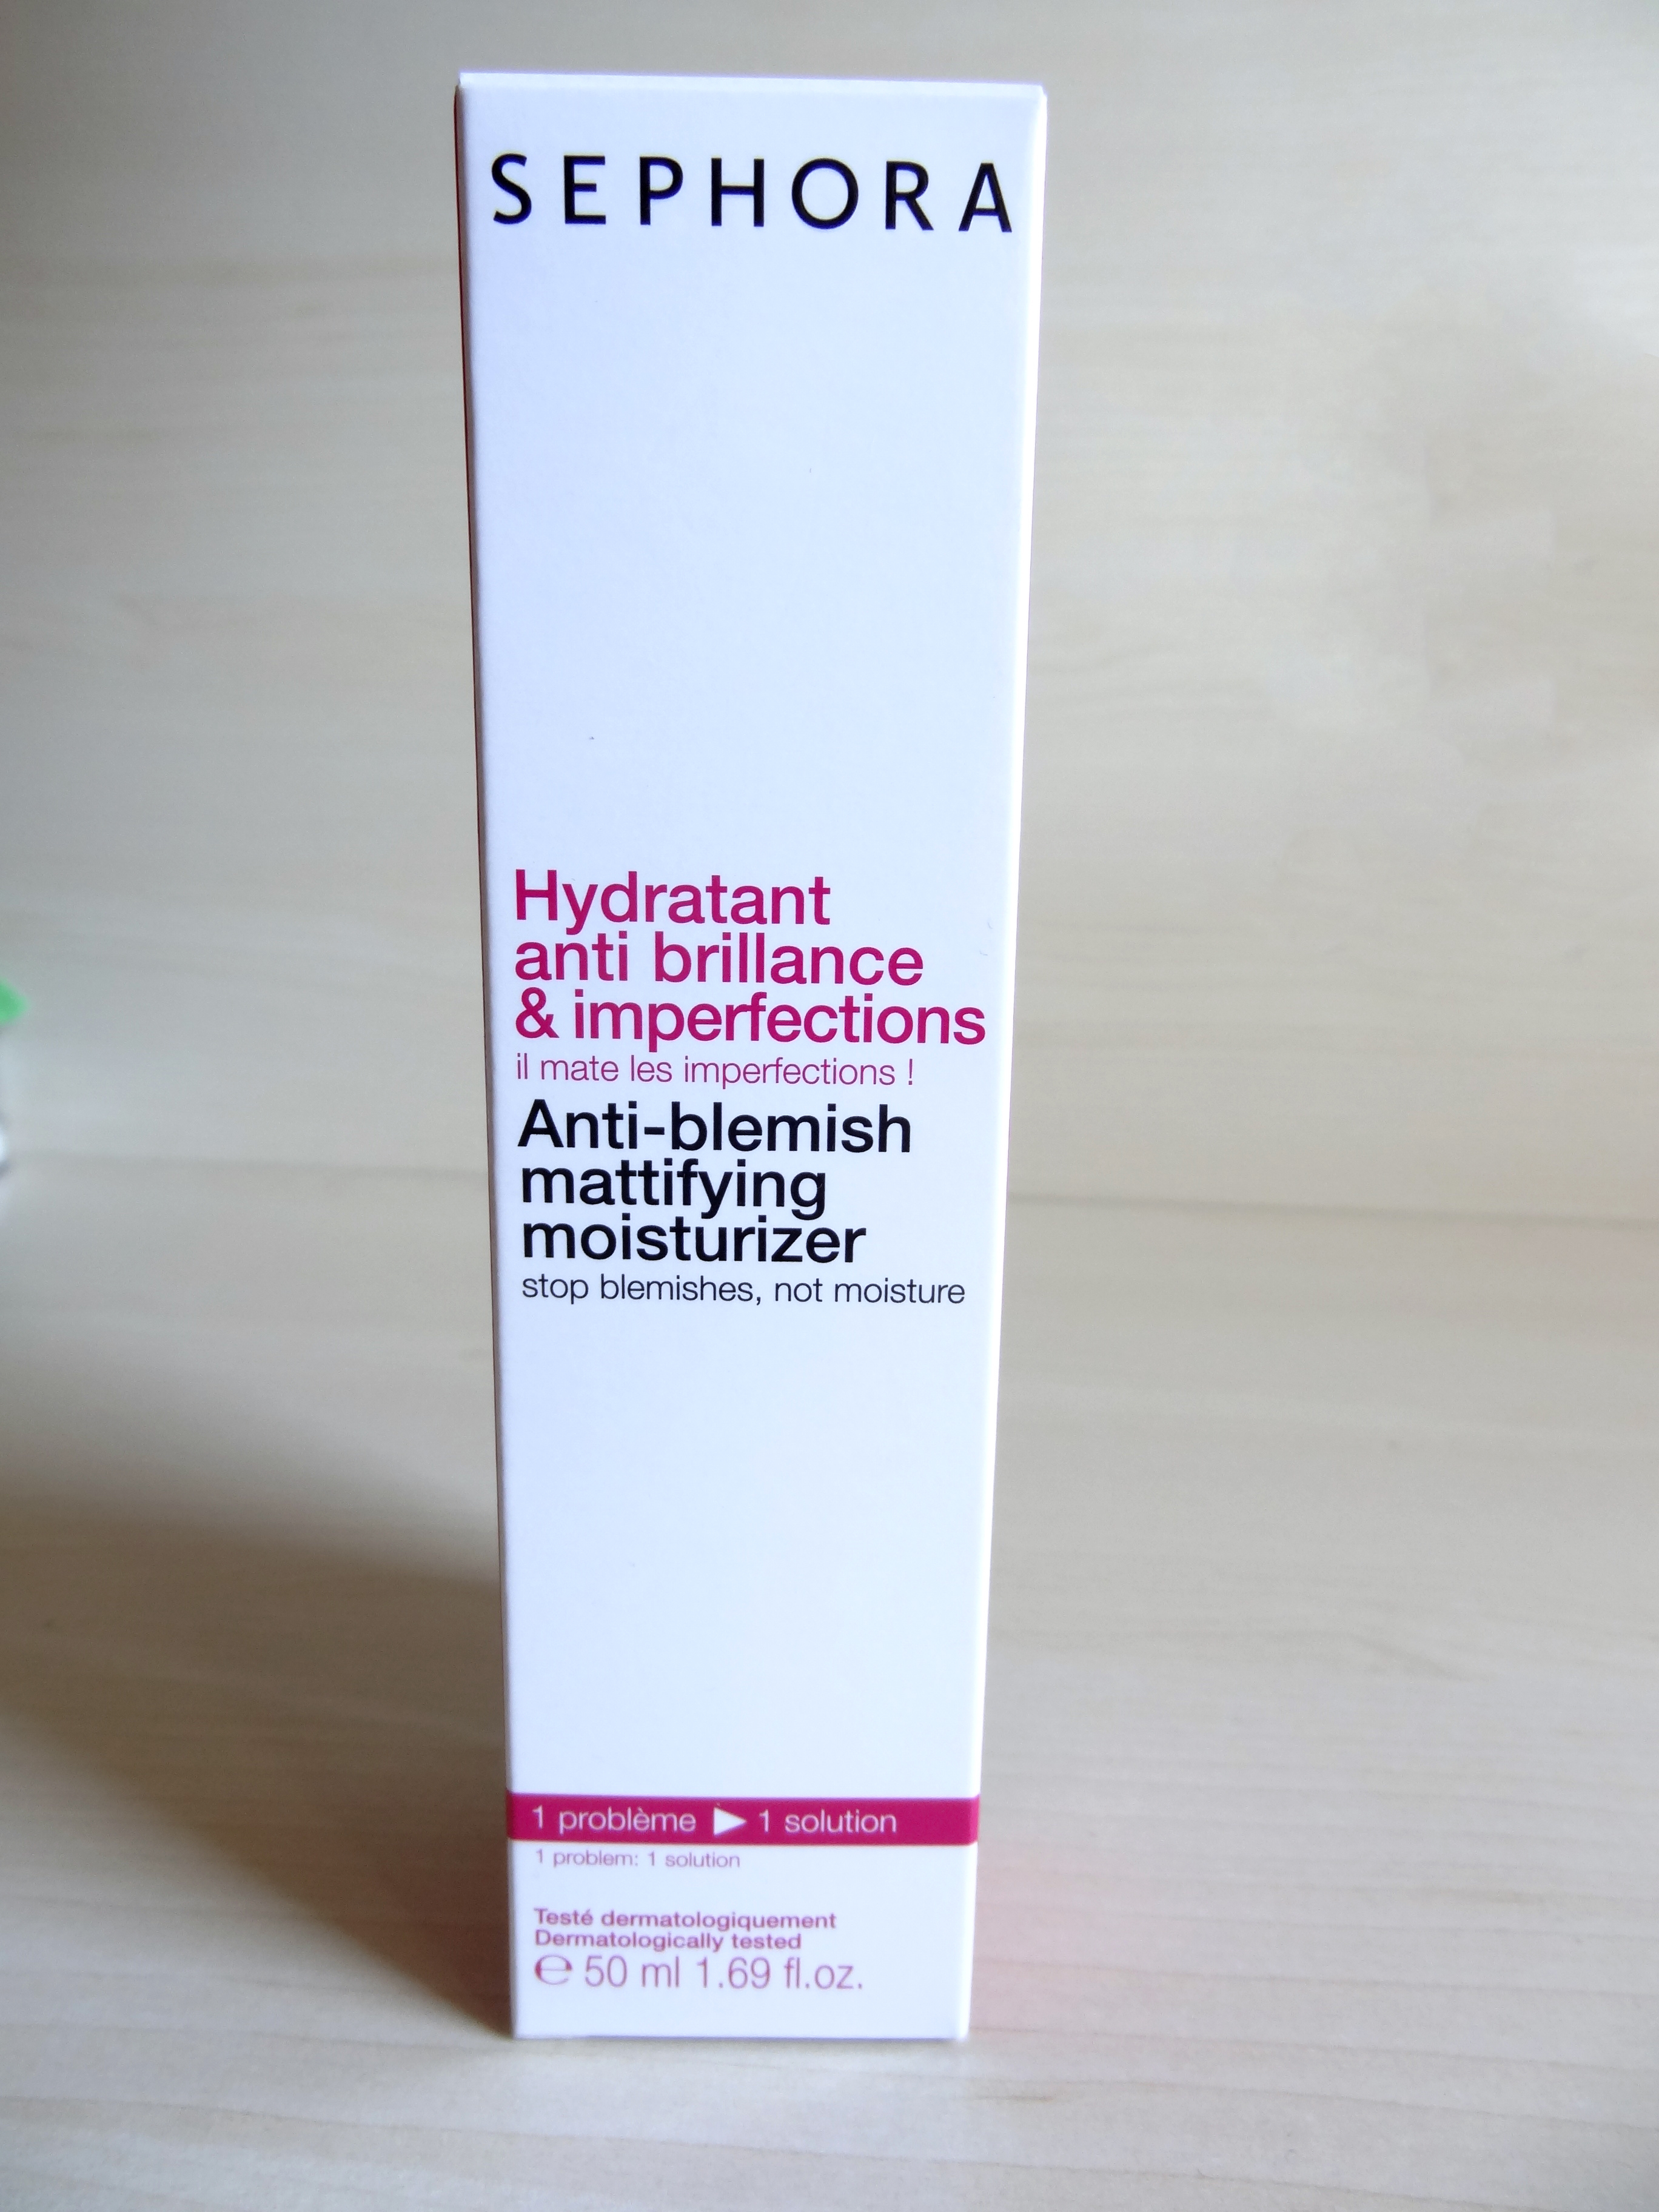 SEPHORA
Hydratant
anti brillance
& imperfections
il mate les imperfections !
Anti-blemish
mattifying
moisturizer
stop blemishes, not moisture
1 problème ▶ 1 solution
1 problem: 1 solution
Testé dermatologiquement
Dermatologically tested
℮ 50 ml 1.69 fl.oz.